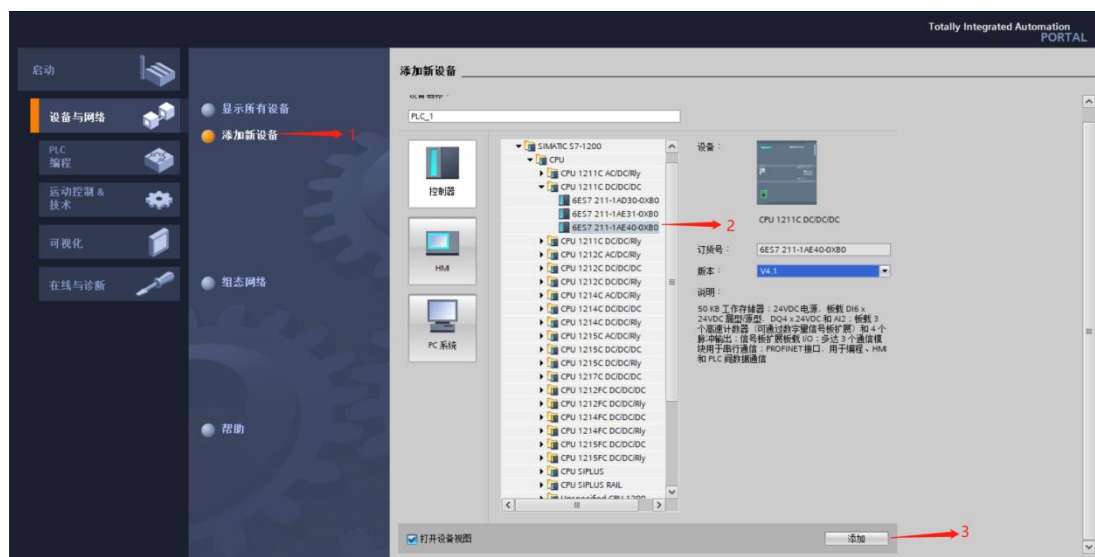 Totally Integrated Automation
PORTAL
启动
设备与网络
PLC
编程
运动控制 &
技术
可视化
在线与诊断
显示所有设备
添加新设备
1
组态网络
帮助
添加新设备
PLC_1
控制器
HMI
PC 系统
SIMATIC S7-1200
CPU
CPU 1211C AC/DC/Rly
CPU 1211C DC/DC/DC
6ES7 211-1AD30-0XB0
6ES7 211-1AE31-0XB0
6ES7 211-1AE40-0XB0
2
CPU 1211C DC/DC/Rly
CPU 1212C AC/DC/Rly
CPU 1212C DC/DC/DC
CPU 1212C DC/DC/Rly
CPU 1214C AC/DC/Rly
CPU 1214C DC/DC/DC
CPU 1214C DC/DC/Rly
CPU 1215C AC/DC/Rly
CPU 1215C DC/DC/DC
CPU 1215C DC/DC/Rly
CPU 1217C DC/DC/DC
CPU 1212FC DC/DC/DC
CPU 1212FC DC/DC/Rly
CPU 1214FC DC/DC/DC
CPU 1214FC DC/DC/Rly
CPU 1215FC DC/DC/DC
CPU 1215FC DC/DC/Rly
CPU SIPLUS
CPU SIPLUS RAIL
设备：
CPU 1211C DC/DC/DC
订货号：
6ES7 211-1AE40-0XB0
版本：
V4.1
说明：
50 KB 工作存储器；24VDC 电源，板载 DI6 x
24VDC 漏型/源型，DQ4 x 24VDC 和 AI2；板载 3
个高速计数器（可通过数字量信号板扩展）和 4 个
脉冲输出；信号板扩展板载 I/O；多达 3 个通信模
块用于串行通信；PROFINET 接口，用于编程、HMI
和 PLC 间数据通信
打开设备视图
添加
3